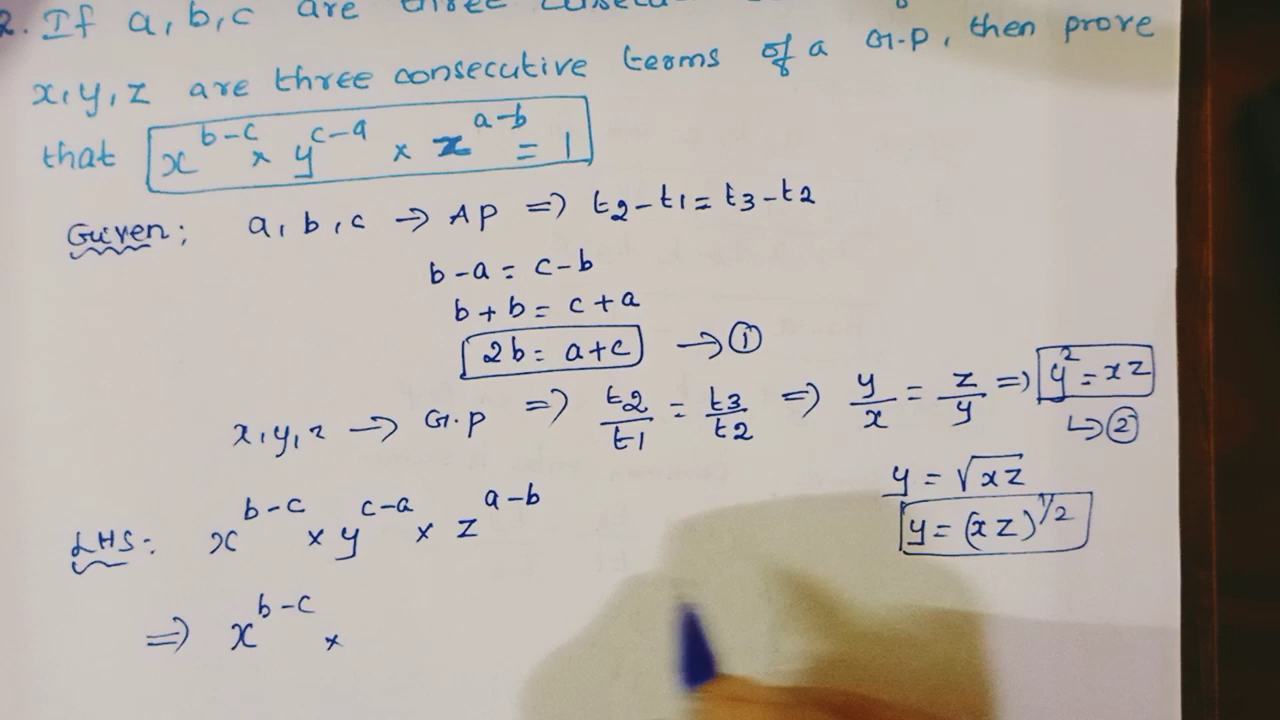 2. If a, b, c are three
x, y, z are three consecutive terms of a G.P, then prove
that x^{b-c} × y^{c-a} × z^{a-b} = 1
Given: a, b, c → AP ⇒ t2 - t1 = t3 - t2
b - a = c - b
b + b = c + a
2b = a + c → ①
x, y, z → G.P ⇒ t2/t1 = t3/t2 ⇒ y/x = z/y ⇒ y² = xz
↳ ②
y = √xz
y = (xz)^{1/2}
LHS: x^{b-c} × y^{c-a} × z^{a-b}
⇒ x^{b-c} ×